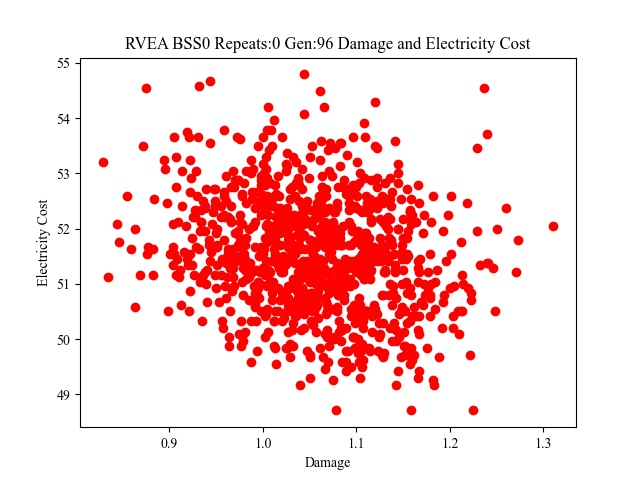 RVEA BSS0 Repeats:0 Gen:96 Damage and Electricity Cost
55
54
53
52
51
50
49
Electricity Cost
0.9 1.0 1.1 1.2 1.3
Damage